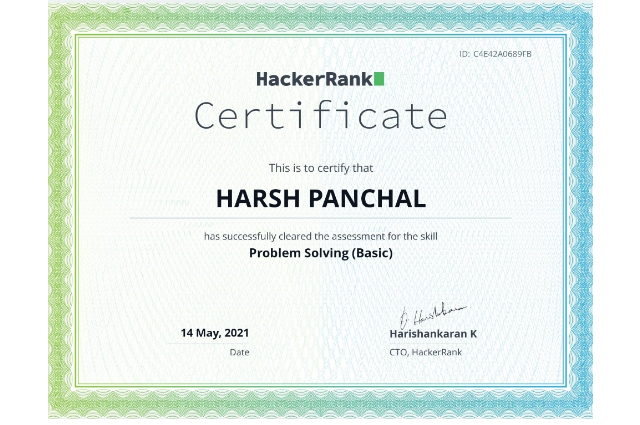 ID: C4E42A0689FB
HackerRank
Certificate
This is to certify that
HARSH PANCHAL
has successfully cleared the assessment for the skill
Problem Solving (Basic)
14 May, 2021
Date
Harishankaran K
CTO, HackerRank